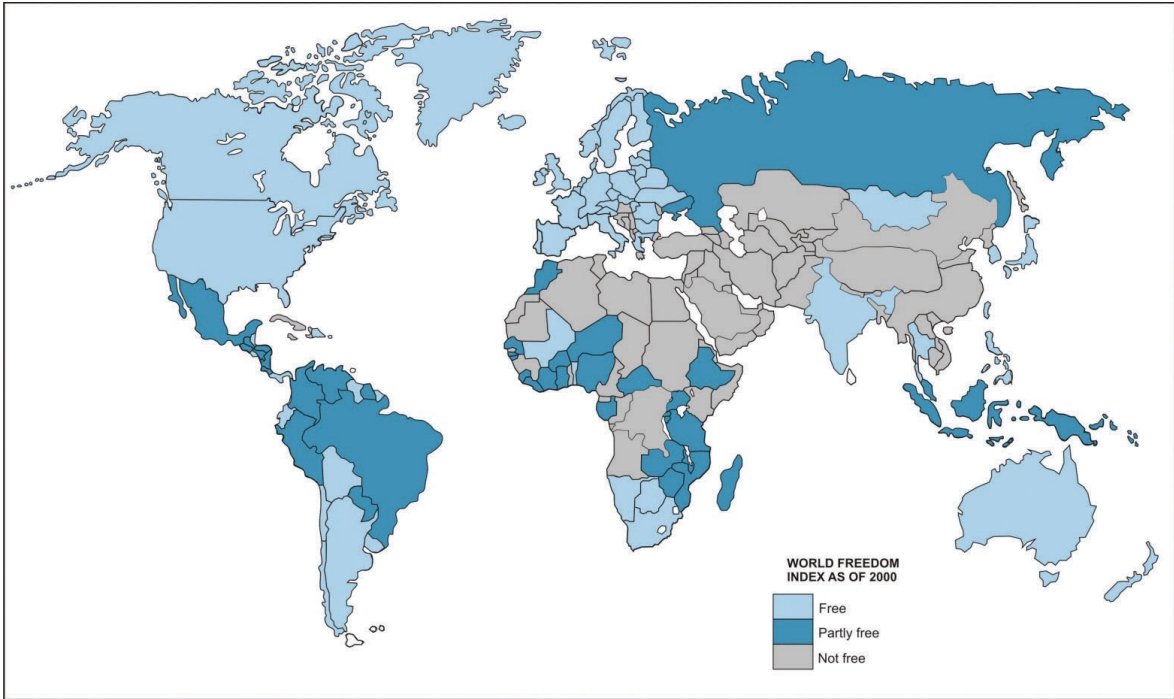 WORLD FREEDOM
INDEX AS OF 2000
Free
Partly free
Not free